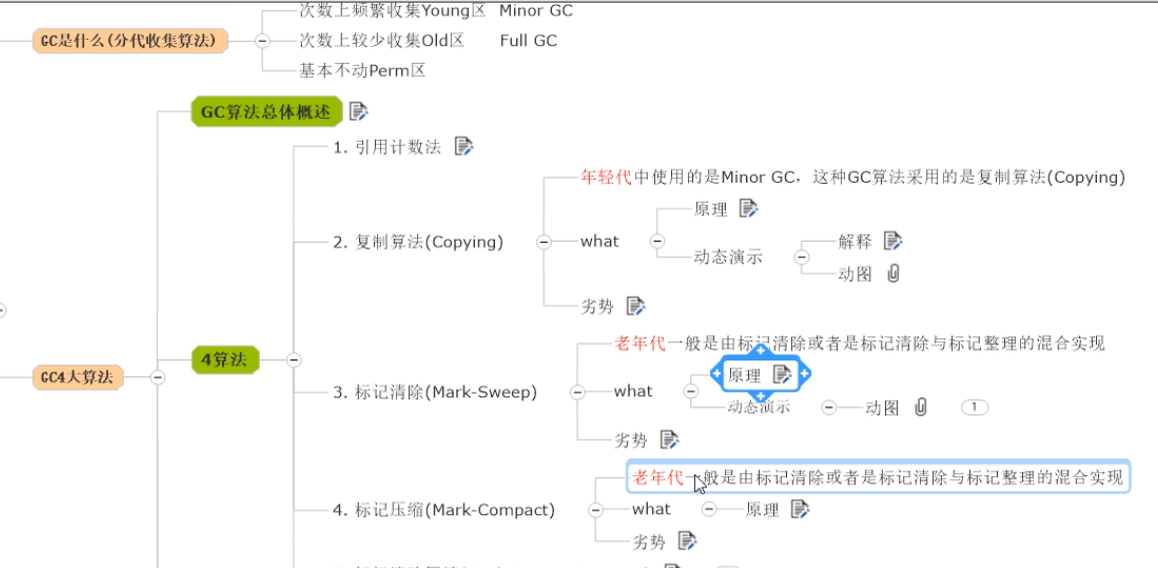 次数上频繁收集Young区 Minor GC
GC是什么(分代收集算法)
次数上较少收集Old区 Full GC
基本不动Perm区
GC算法总体概述
1. 引用计数法
年轻代中使用的是Minor GC，这种GC算法采用的是复制算法(Copying)
原理
2. 复制算法(Copying)
what
动态演示
解释
动图
劣势
老年代一般是由标记清除或者是标记清除与标记整理的混合实现
4算法
GC4大算法
原理
3. 标记清除(Mark-Sweep)
what
动态演示
动图
1
劣势
老年代一般是由标记清除或者是标记清除与标记整理的混合实现
4. 标记压缩(Mark-Compact)
what
原理
劣势